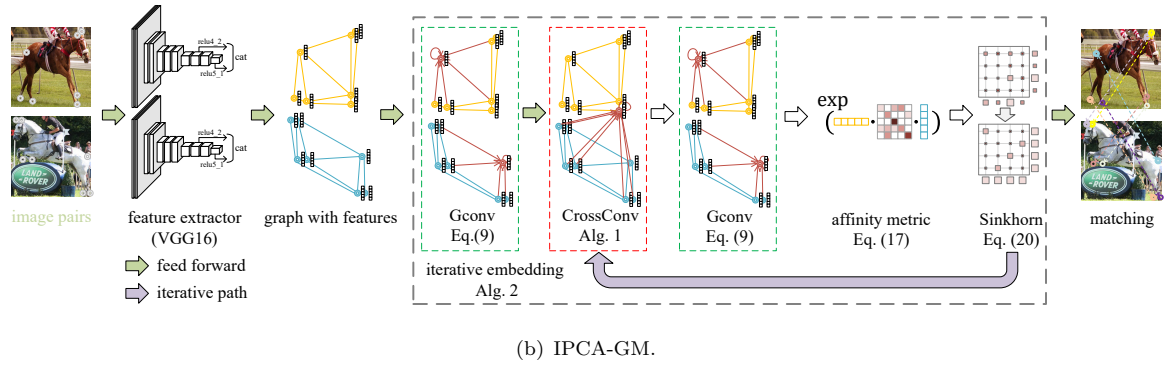 relu4_2
cat
relu5_1
relu4_2
cat
relu5_1
LAND-
ROVER
exp
( · · )
LAND-
ROVER
image pairs
feature extractor
(VGG16)
graph with features
Gconv
Eq.(9)
CrossConv
Alg. 1
Gconv
Eq. (9)
affinity metric
Eq. (17)
Sinkhorn
Eq. (20)
matching
feed forward
iterative path
iterative embedding
Alg. 2
(b) IPCA-GM.